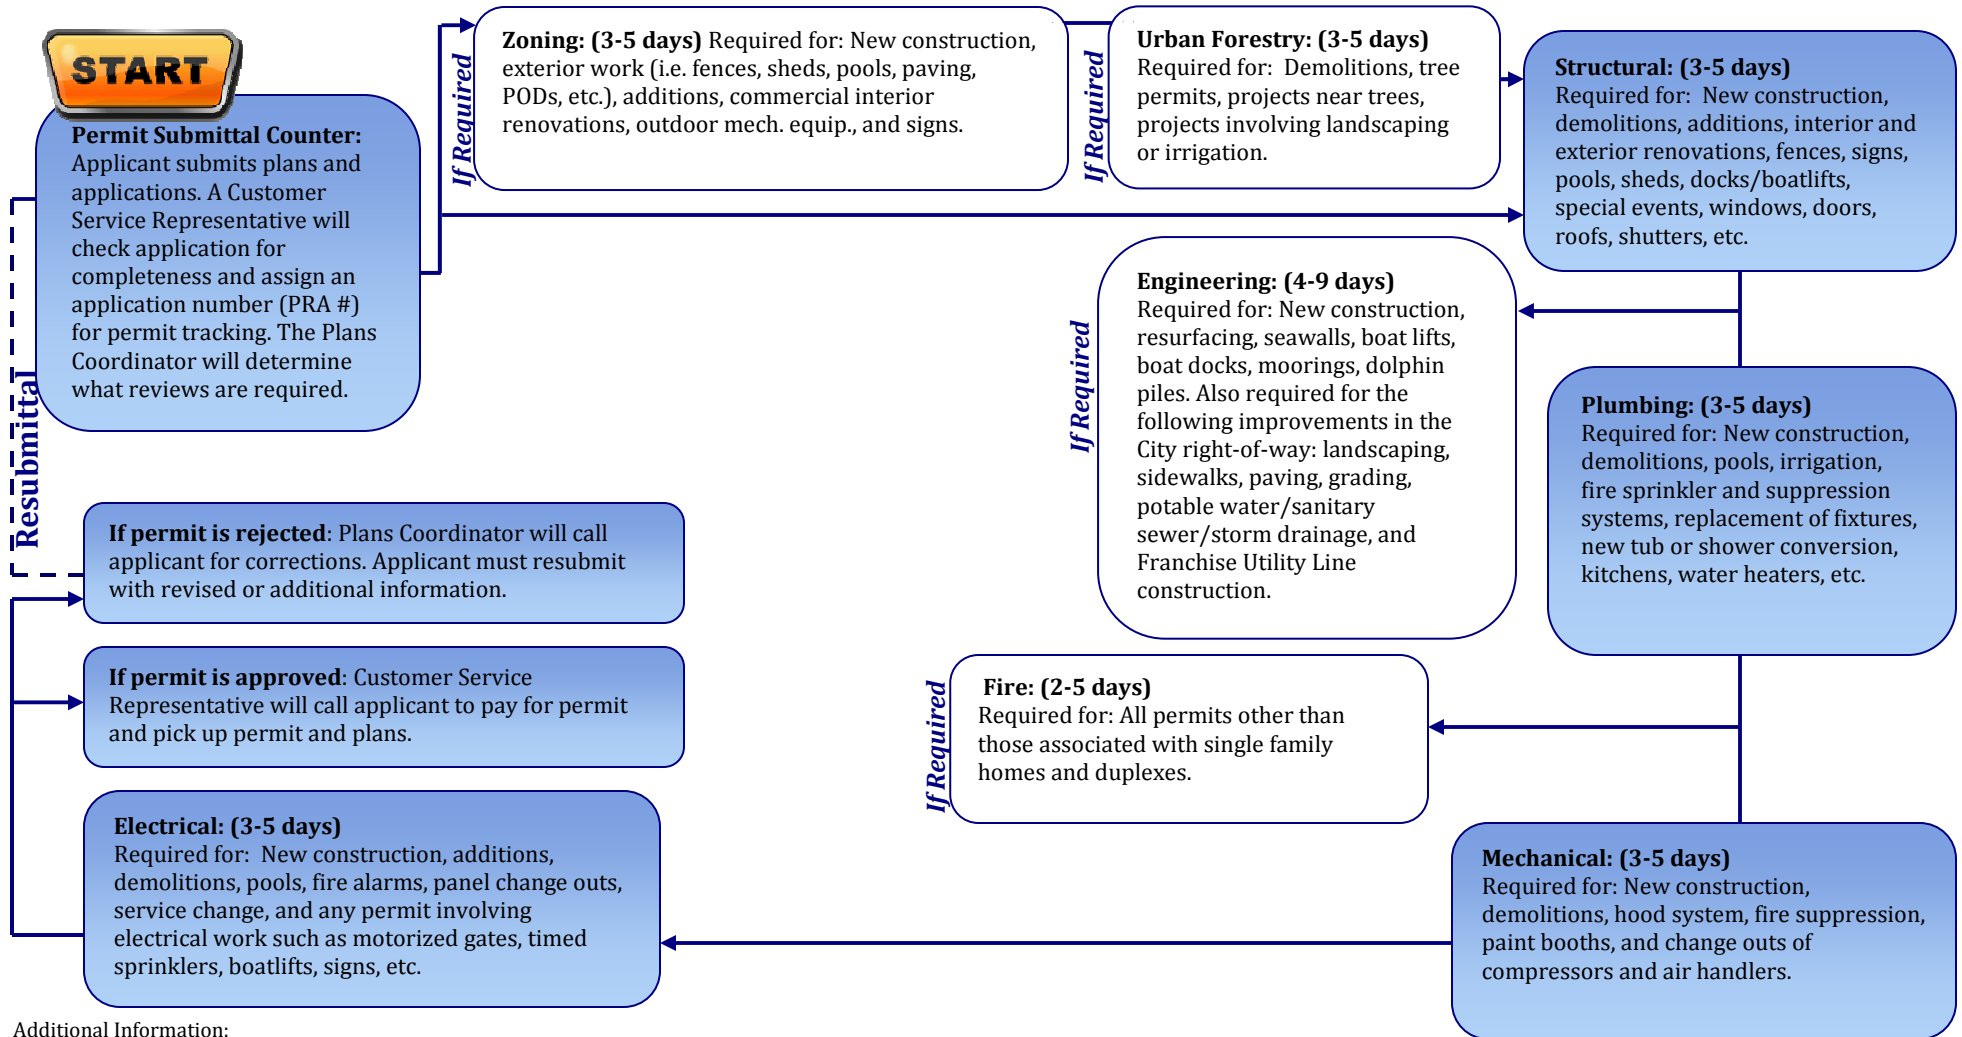 START
Permit Submittal Counter:
Applicant submits plans and
applications. A Customer
Service Representative will
check application for
completeness and assign an
application number (PRA #)
for permit tracking. The Plans
Coordinator will determine
what reviews are required.
If Required
Zoning: (3-5 days) Required for: New construction,
exterior work (i.e. fences, sheds, pools, paving,
PODs, etc.), additions, commercial interior
renovations, outdoor mech. equip., and signs.
If Required
Urban Forestry: (3-5 days)
Required for: Demolitions, tree
permits, projects near trees,
projects involving landscaping
or irrigation.
Structural: (3-5 days)
Required for: New construction,
demolitions, additions, interior and
exterior renovations, fences, signs,
pools, sheds, docks/boatlifts,
special events, windows, doors,
roofs, shutters, etc.
If Required
Engineering: (4-9 days)
Required for: New construction,
resurfacing, seawalls, boat lifts,
boat docks, moorings, dolphin
piles. Also required for the
following improvements in the
City right-of-way: landscaping,
sidewalks, paving, grading,
potable water/sanitary
sewer/storm drainage, and
Franchise Utility Line
construction.
Plumbing: (3-5 days)
Required for: New construction,
demolitions, pools, irrigation,
fire sprinkler and suppression
systems, replacement of fixtures,
new tub or shower conversion,
kitchens, water heaters, etc.
If Required
Fire: (2-5 days)
Required for: All permits other than
those associated with single family
homes and duplexes.
Mechanical: (3-5 days)
Required for: New construction,
demolitions, hood system, fire suppression,
paint booths, and change outs of
compressors and air handlers.
Electrical: (3-5 days)
Required for: New construction, additions,
demolitions, pools, fire alarms, panel change outs,
service change, and any permit involving
electrical work such as motorized gates, timed
sprinklers, boatlifts, signs, etc.
If permit is approved: Customer Service
Representative will call applicant to pay for permit
and pick up permit and plans.
If permit is rejected: Plans Coordinator will call
applicant for corrections. Applicant must resubmit
with revised or additional information.
Resubmittal
Additional Information: